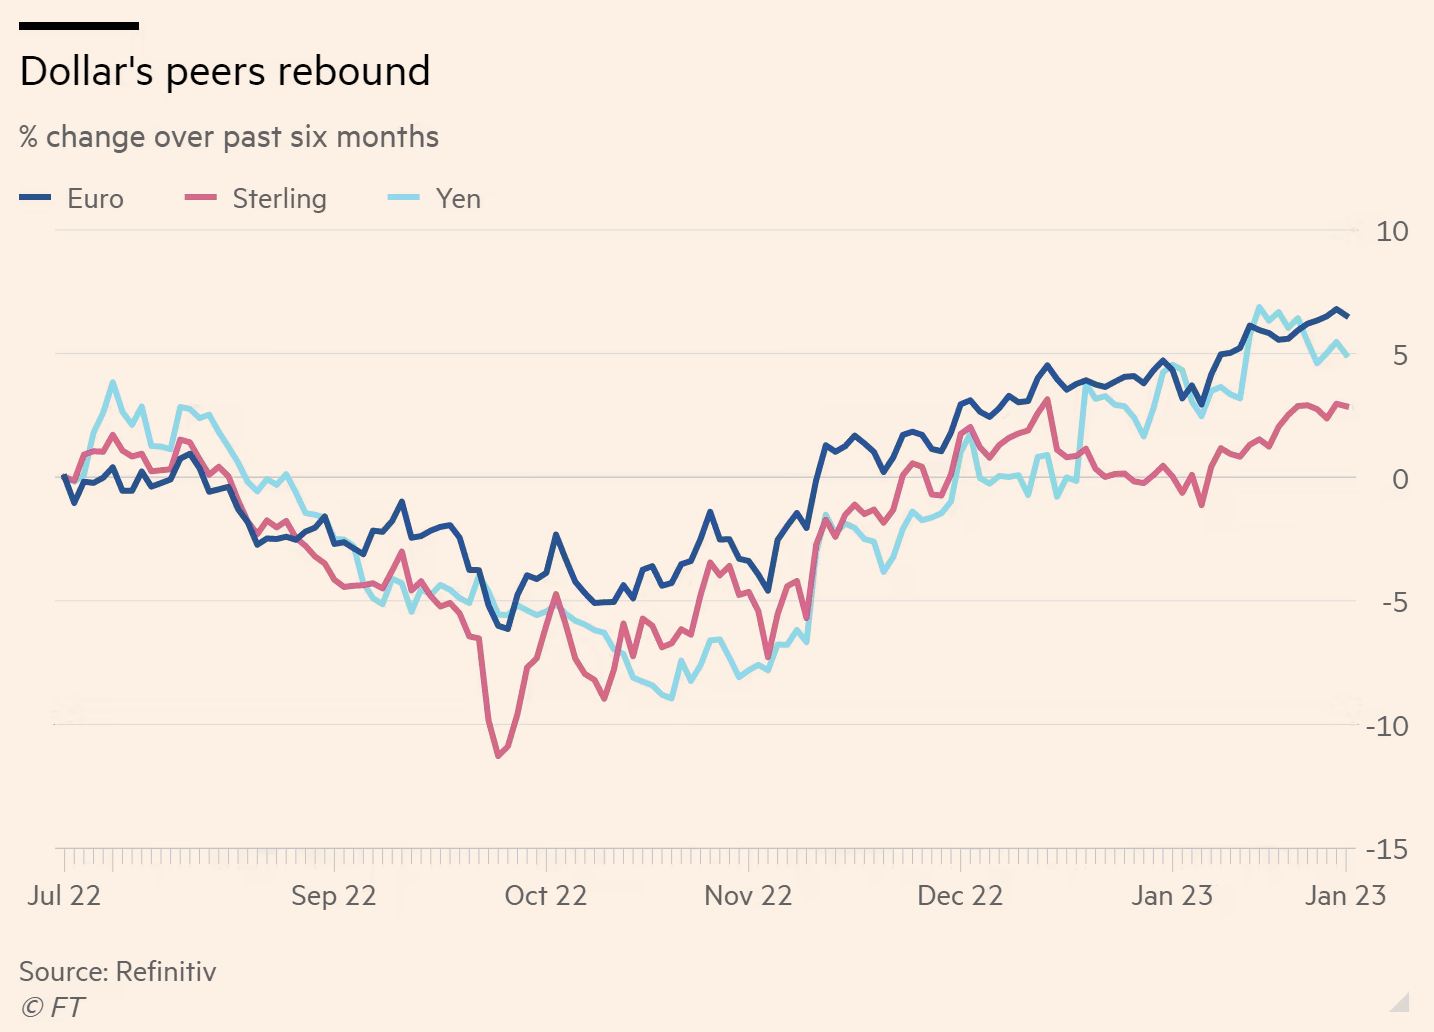 Dollar's peers rebound
% change over past six months
Euro Sterling Yen
10
5
0
-5
-10
-15
Jul 22 Sep 22 Oct 22 Nov 22 Dec 22 Jan 23 Jan 23
Source: Refinitiv
© FT